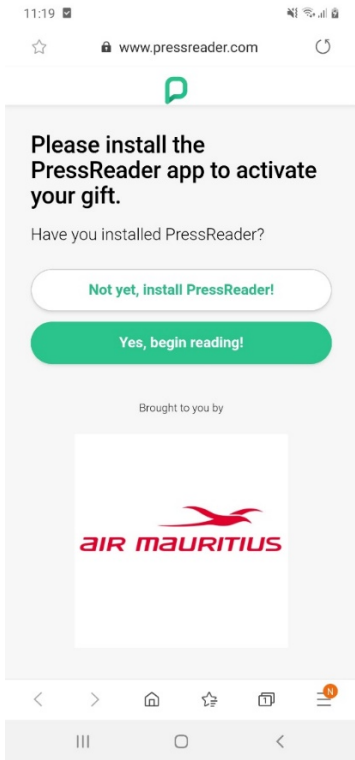 11:19
www.pressreader.com
Please install the
PressReader app to activate
your gift.
Have you installed PressReader?
Not yet, install PressReader!
Yes, begin reading!
Brought to you by
AIR MAURITIUS
1
N